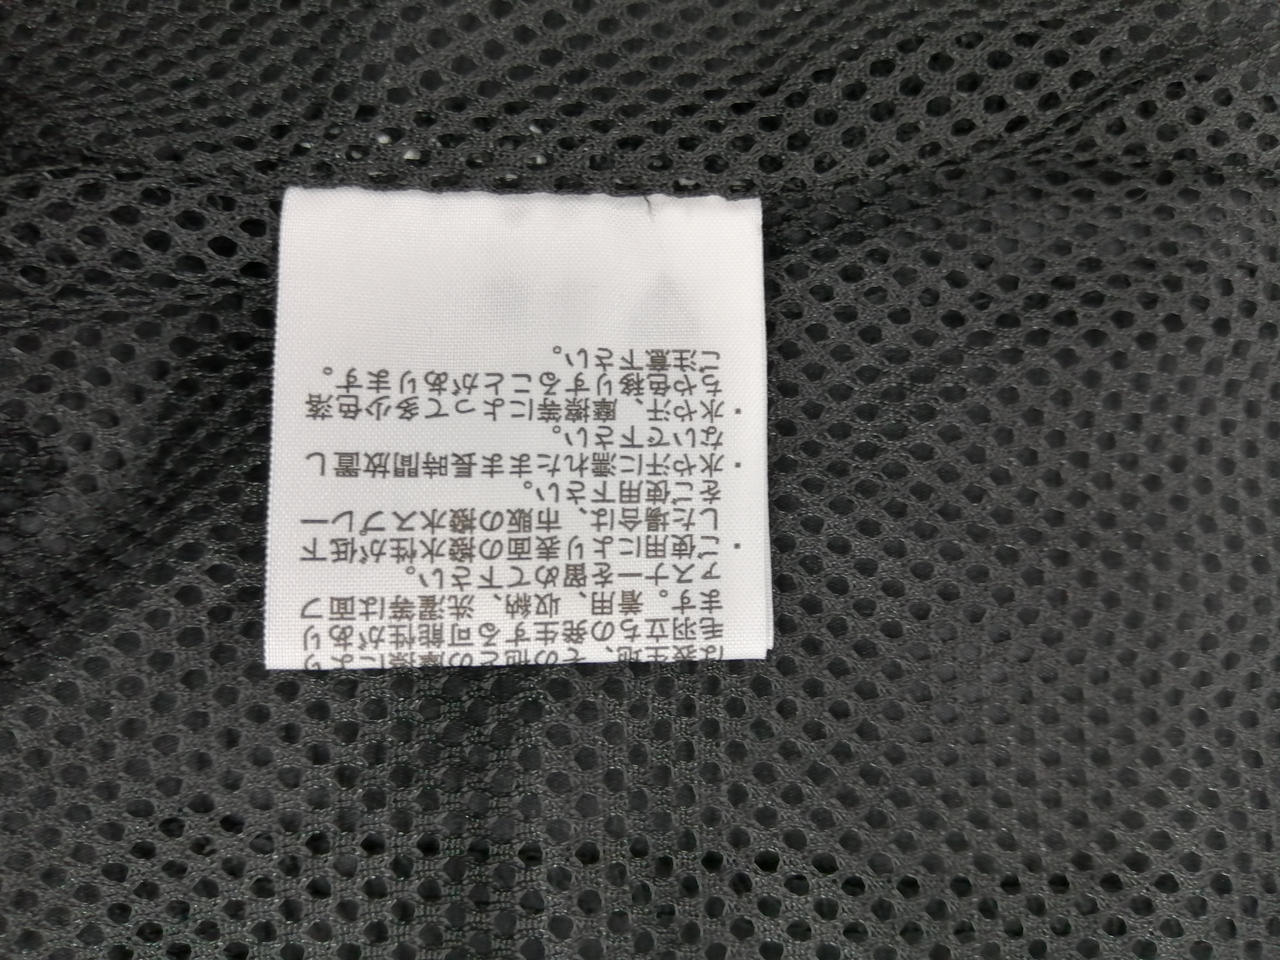 は表生地、その他との摩擦により
毛羽立ちの発生する可能性があり
ます。着用、収納、洗濯等は面フ
ァスナーを留めて下さい。
・ご使用により表面の撥水性が低下
した場合は、市販の撥水スプレー
をご使用下さい。
・水や汗に濡れたまま長時間放置し
ないで下さい。
・水や汗、摩擦等によって多少色落
ちや色移りすることがあります。
ご注意下さい。